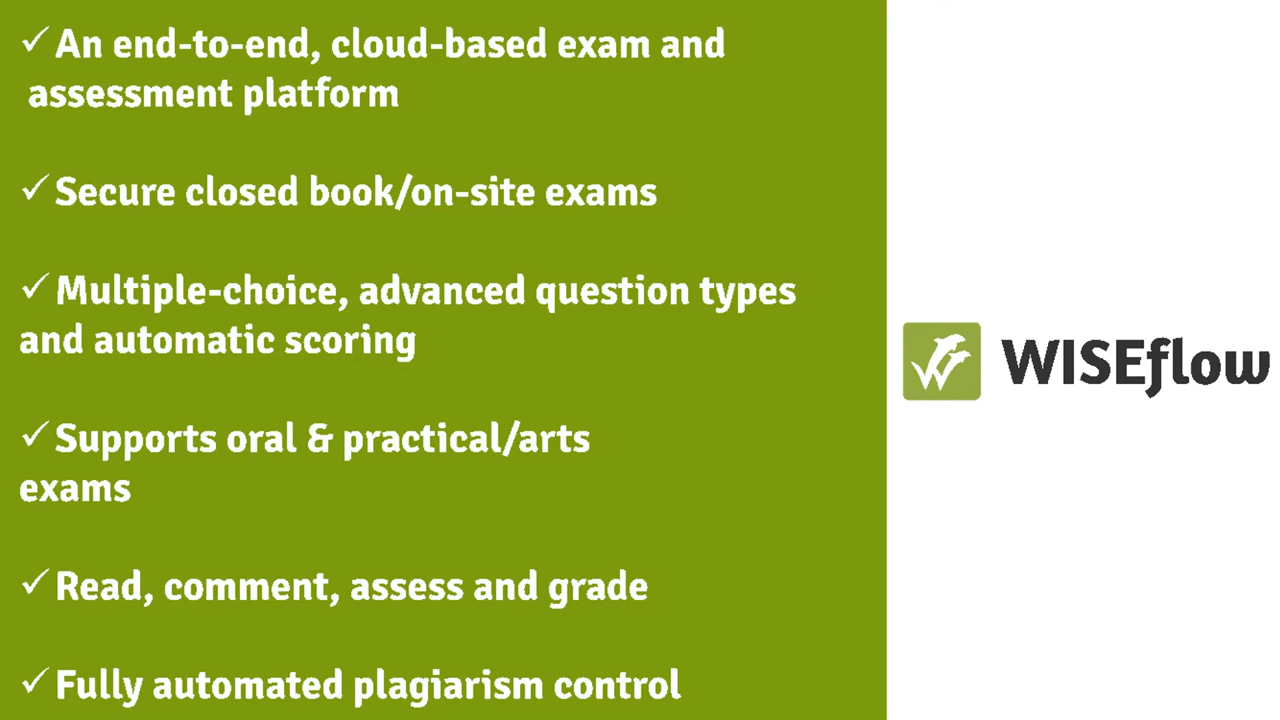 ✓An end-to-end, cloud-based exam and
assessment platform
✓Secure closed book/on-site exams
✓Multiple-choice, advanced question types
and automatic scoring
✓Supports oral & practical/arts
exams
✓Read, comment, assess and grade
✓Fully automated plagiarism control
WISEflow